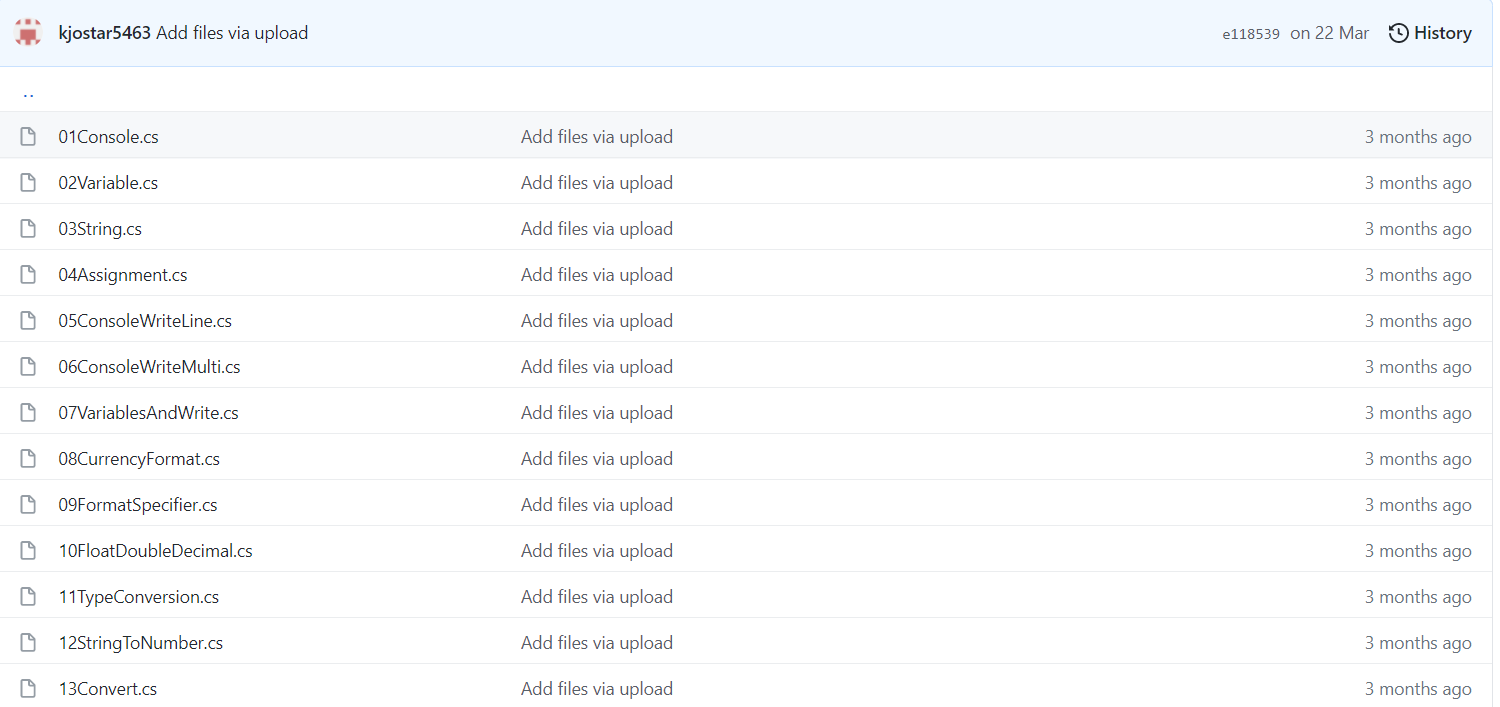 kjostar5463 Add files via upload e118539 on 22 Mar History
..
01Console.cs Add files via upload 3 months ago
02Variable.cs Add files via upload 3 months ago
03String.cs Add files via upload 3 months ago
04Assignment.cs Add files via upload 3 months ago
05ConsoleWriteLine.cs Add files via upload 3 months ago
06ConsoleWriteMulti.cs Add files via upload 3 months ago
07VariablesAndWrite.cs Add files via upload 3 months ago
08CurrencyFormat.cs Add files via upload 3 months ago
09FormatSpecifier.cs Add files via upload 3 months ago
10FloatDoubleDecimal.cs Add files via upload 3 months ago
11TypeConversion.cs Add files via upload 3 months ago
12StringToNumber.cs Add files via upload 3 months ago
13Convert.cs Add files via upload 3 months ago